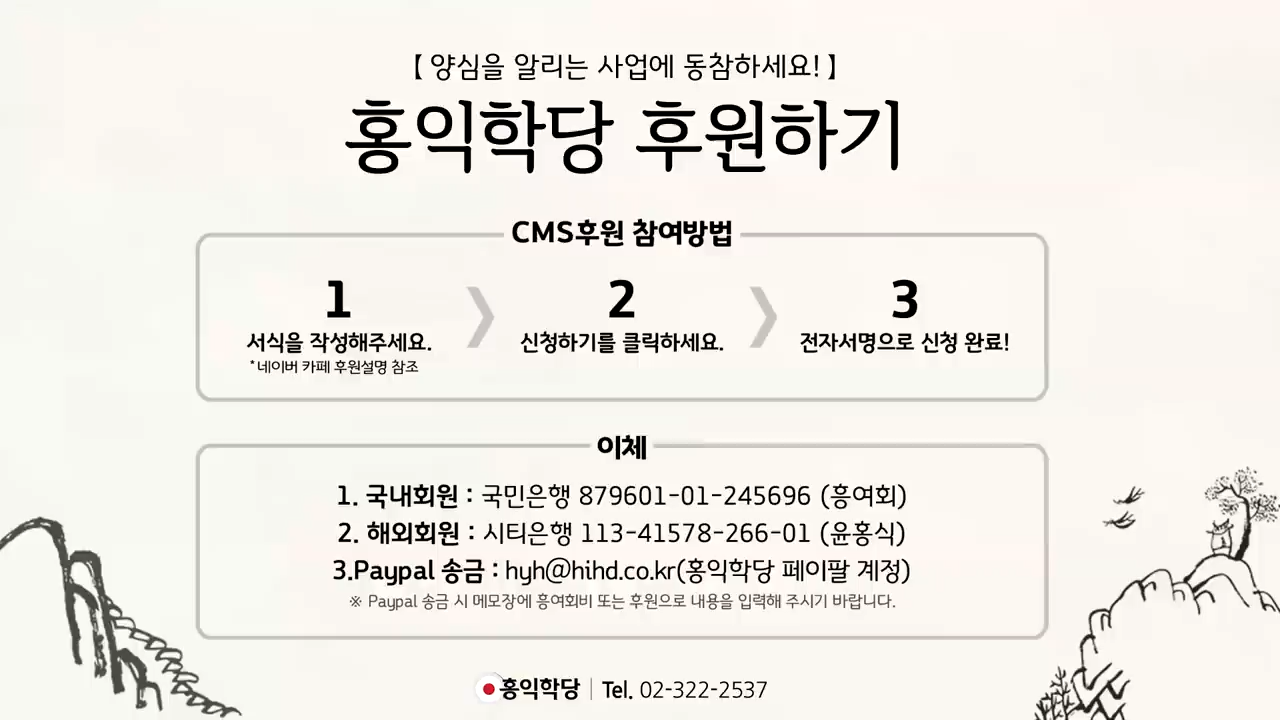 【 양심을 알리는 사업에 동참하세요! 】
홍익학당 후원하기
CMS후원 참여방법
1
서식을 작성해주세요.
*네이버 카페 후원설명 참조
2
신청하기를 클릭하세요.
3
전자서명으로 신청 완료!
이체
1. 국내회원 : 국민은행 879601-01-245696 (흥여회)
2. 해외회원 : 시티은행 113-41578-266-01 (윤홍식)
3.Paypal 송금 : hyh@hihd.co.kr(홍익학당 페이팔 계정)
※ Paypal 송금 시 메모장에 흥여회비 또는 후원으로 내용을 입력해 주시기 바랍니다.
홍익학당 | Tel. 02-322-2537